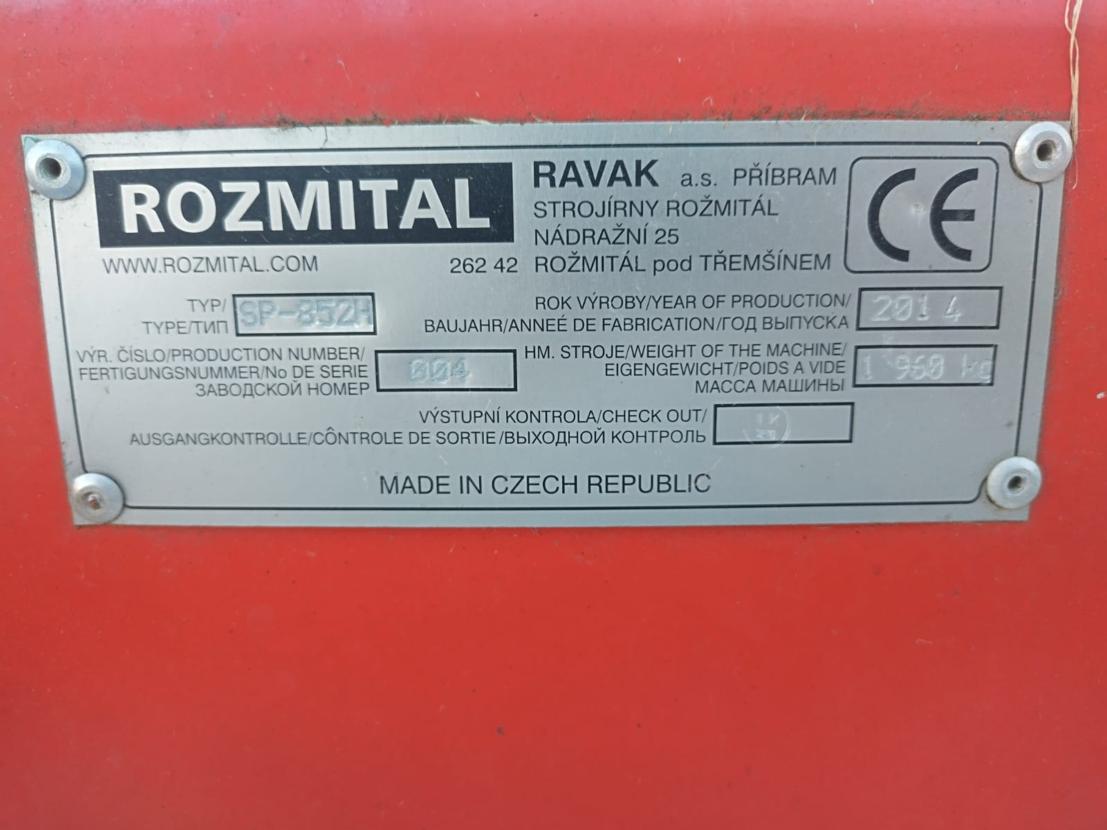 ROZMITAL
WWW.ROZMITAL.COM
RAVAK a.s. PŘÍBRAM
STROJÍRNY ROŽMITÁL
NÁDRAŽNÍ 25
262 42 ROŽMITÁL pod TŘEMŠÍNEM
CE
TYP/
TYPE/ТИП SP-852H
ROK VÝROBY/YEAR OF PRODUCTION/
BAUJAHR/ANNEÉ DE FABRICATION/ГОД ВЫПУСКА 2014
VÝR. ČÍSLO/PRODUCTION NUMBER/
FERTIGUNGSNUMMER/No DE SERIE
ЗАВОДСКОЙ НОМЕР 004
HM. STROJE/WEIGHT OF THE MACHINE/
EIGENGEWICHT/POIDS A VIDE
МАССА МАШИНЫ 1 960 kg
VÝSTUPNÍ KONTROLA/CHECK OUT/
AUSGANGKONTROLLE/CÔNTROLE DE SORTIE/ВЫХОДНОЙ КОНТРОЛЬ
MADE IN CZECH REPUBLIC